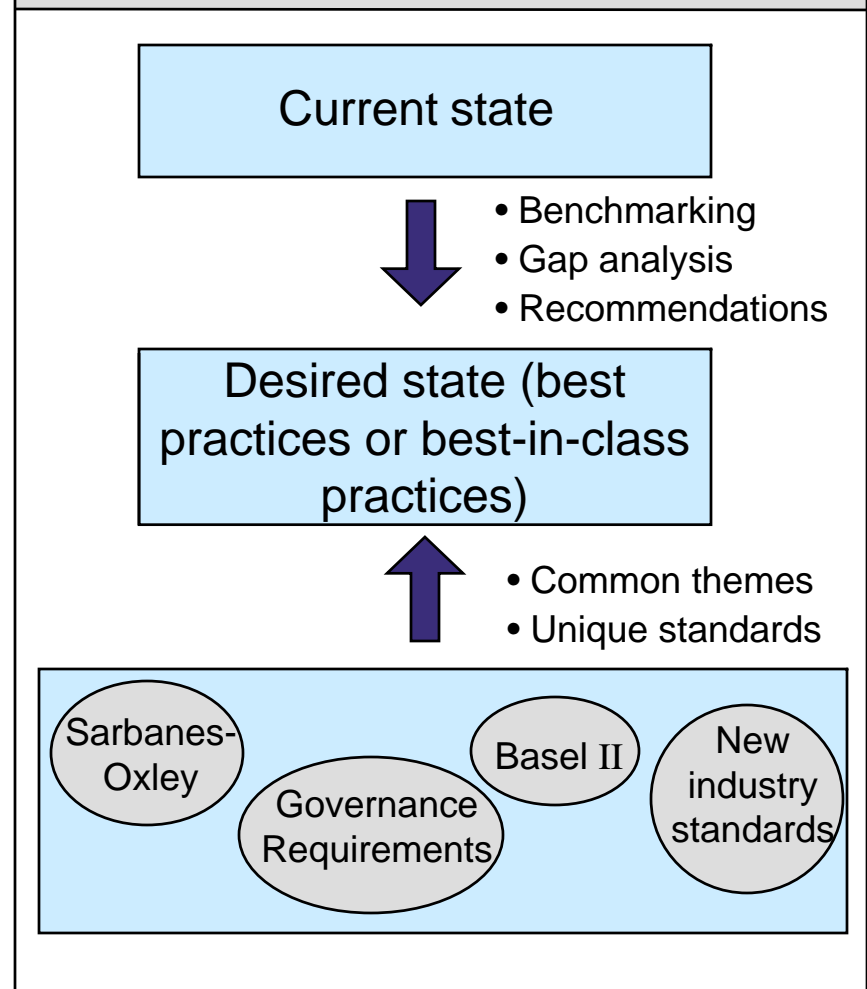 Current state
• Benchmarking
• Gap analysis
• Recommendations
Desired state (best
practices or best-in-class
practices)
• Common themes
• Unique standards
Sarbanes-
Oxley
Governance
Requirements
Basel II
New
industry
standards